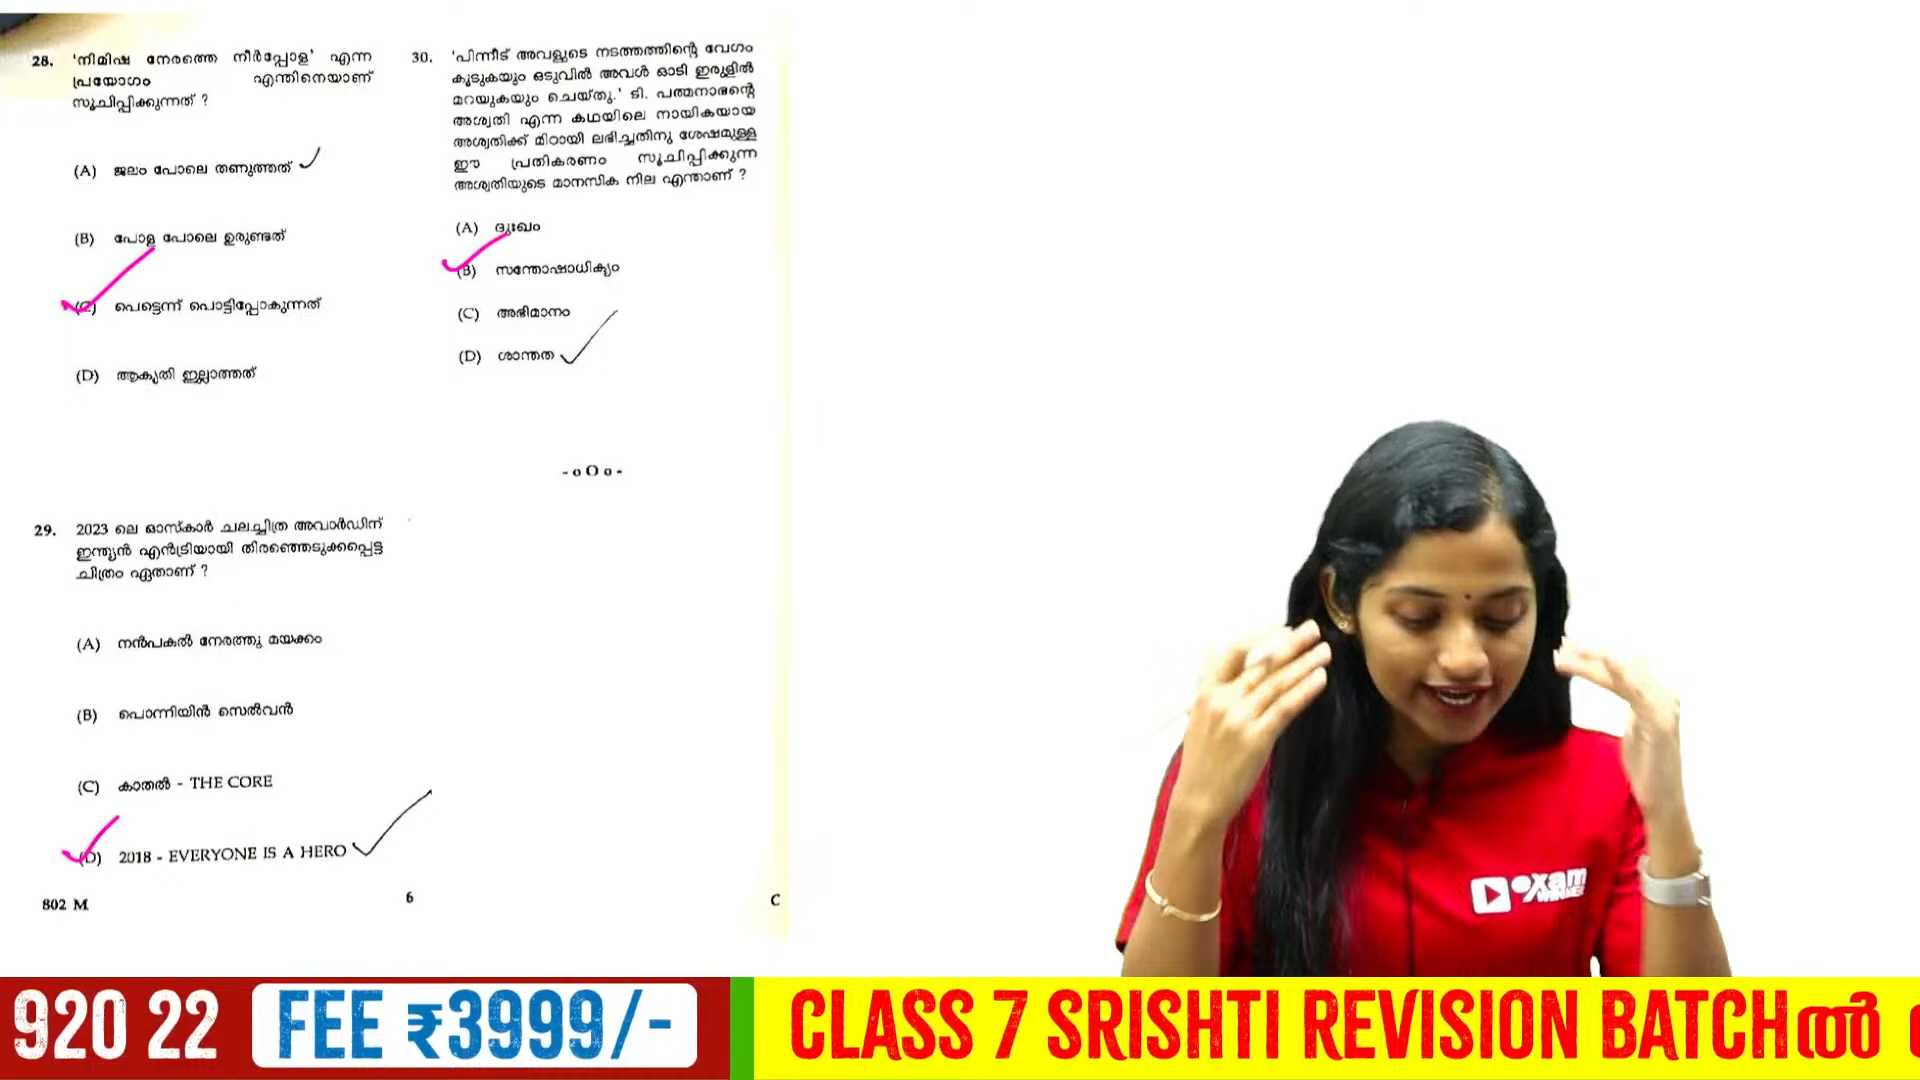 28. 'നിമിഷ നേരത്തെ നീർപ്പോള' എന്ന
പ്രയോഗം എന്തിനെയാണ്
സൂചിപ്പിക്കുന്നത് ?
(A) ജലം പോലെ തണുത്തത്
(B) പോള പോലെ ഉരുണ്ടത്
(C) പെട്ടെന്ന് പൊട്ടിപ്പോകുന്നത്
(D) ആകൃതി ഇല്ലാത്തത്
29. 2023 ലെ ഓസ്കാർ ചലച്ചിത്ര അവാർഡിന്
ഇന്ത്യൻ എൻട്രിയായി തിരഞ്ഞെടുക്കപ്പെട്ട
ചിത്രം ഏതാണ് ?
(A) നൻപകൽ നേരത്തു മയക്കം
(B) പൊന്നിയിൻ സെൽവൻ
(C) കാതൽ - THE CORE
(D) 2018 - EVERYONE IS A HERO
30. 'പിന്നീട് അവളുടെ നടത്തത്തിന്റെ വേഗം
കൂടുകയും ഒടുവിൽ അവൾ ഓടി ഇരുളിൽ
മറയുകയും ചെയ്തു.' ടി. പത്മനാഭന്റെ
അശ്വതി എന്ന കഥയിലെ നായികയായ
അശ്വതിക്ക് മിഠായി ലഭിച്ചതിനു ശേഷമുള്ള
ഈ പ്രതികരണം സൂചിപ്പിക്കുന്ന
അശ്വതിയുടെ മാനസിക നില എന്താണ് ?
(A) ദുഃഖം
(B) സന്തോഷാധിക്യം
(C) അഭിമാനം
(D) ശാന്തത
- o O o -
802 M 6 C
exam WINNER
920 22 FEE ₹3999/- CLASS 7 SRISHTI REVISION BATCHൽ